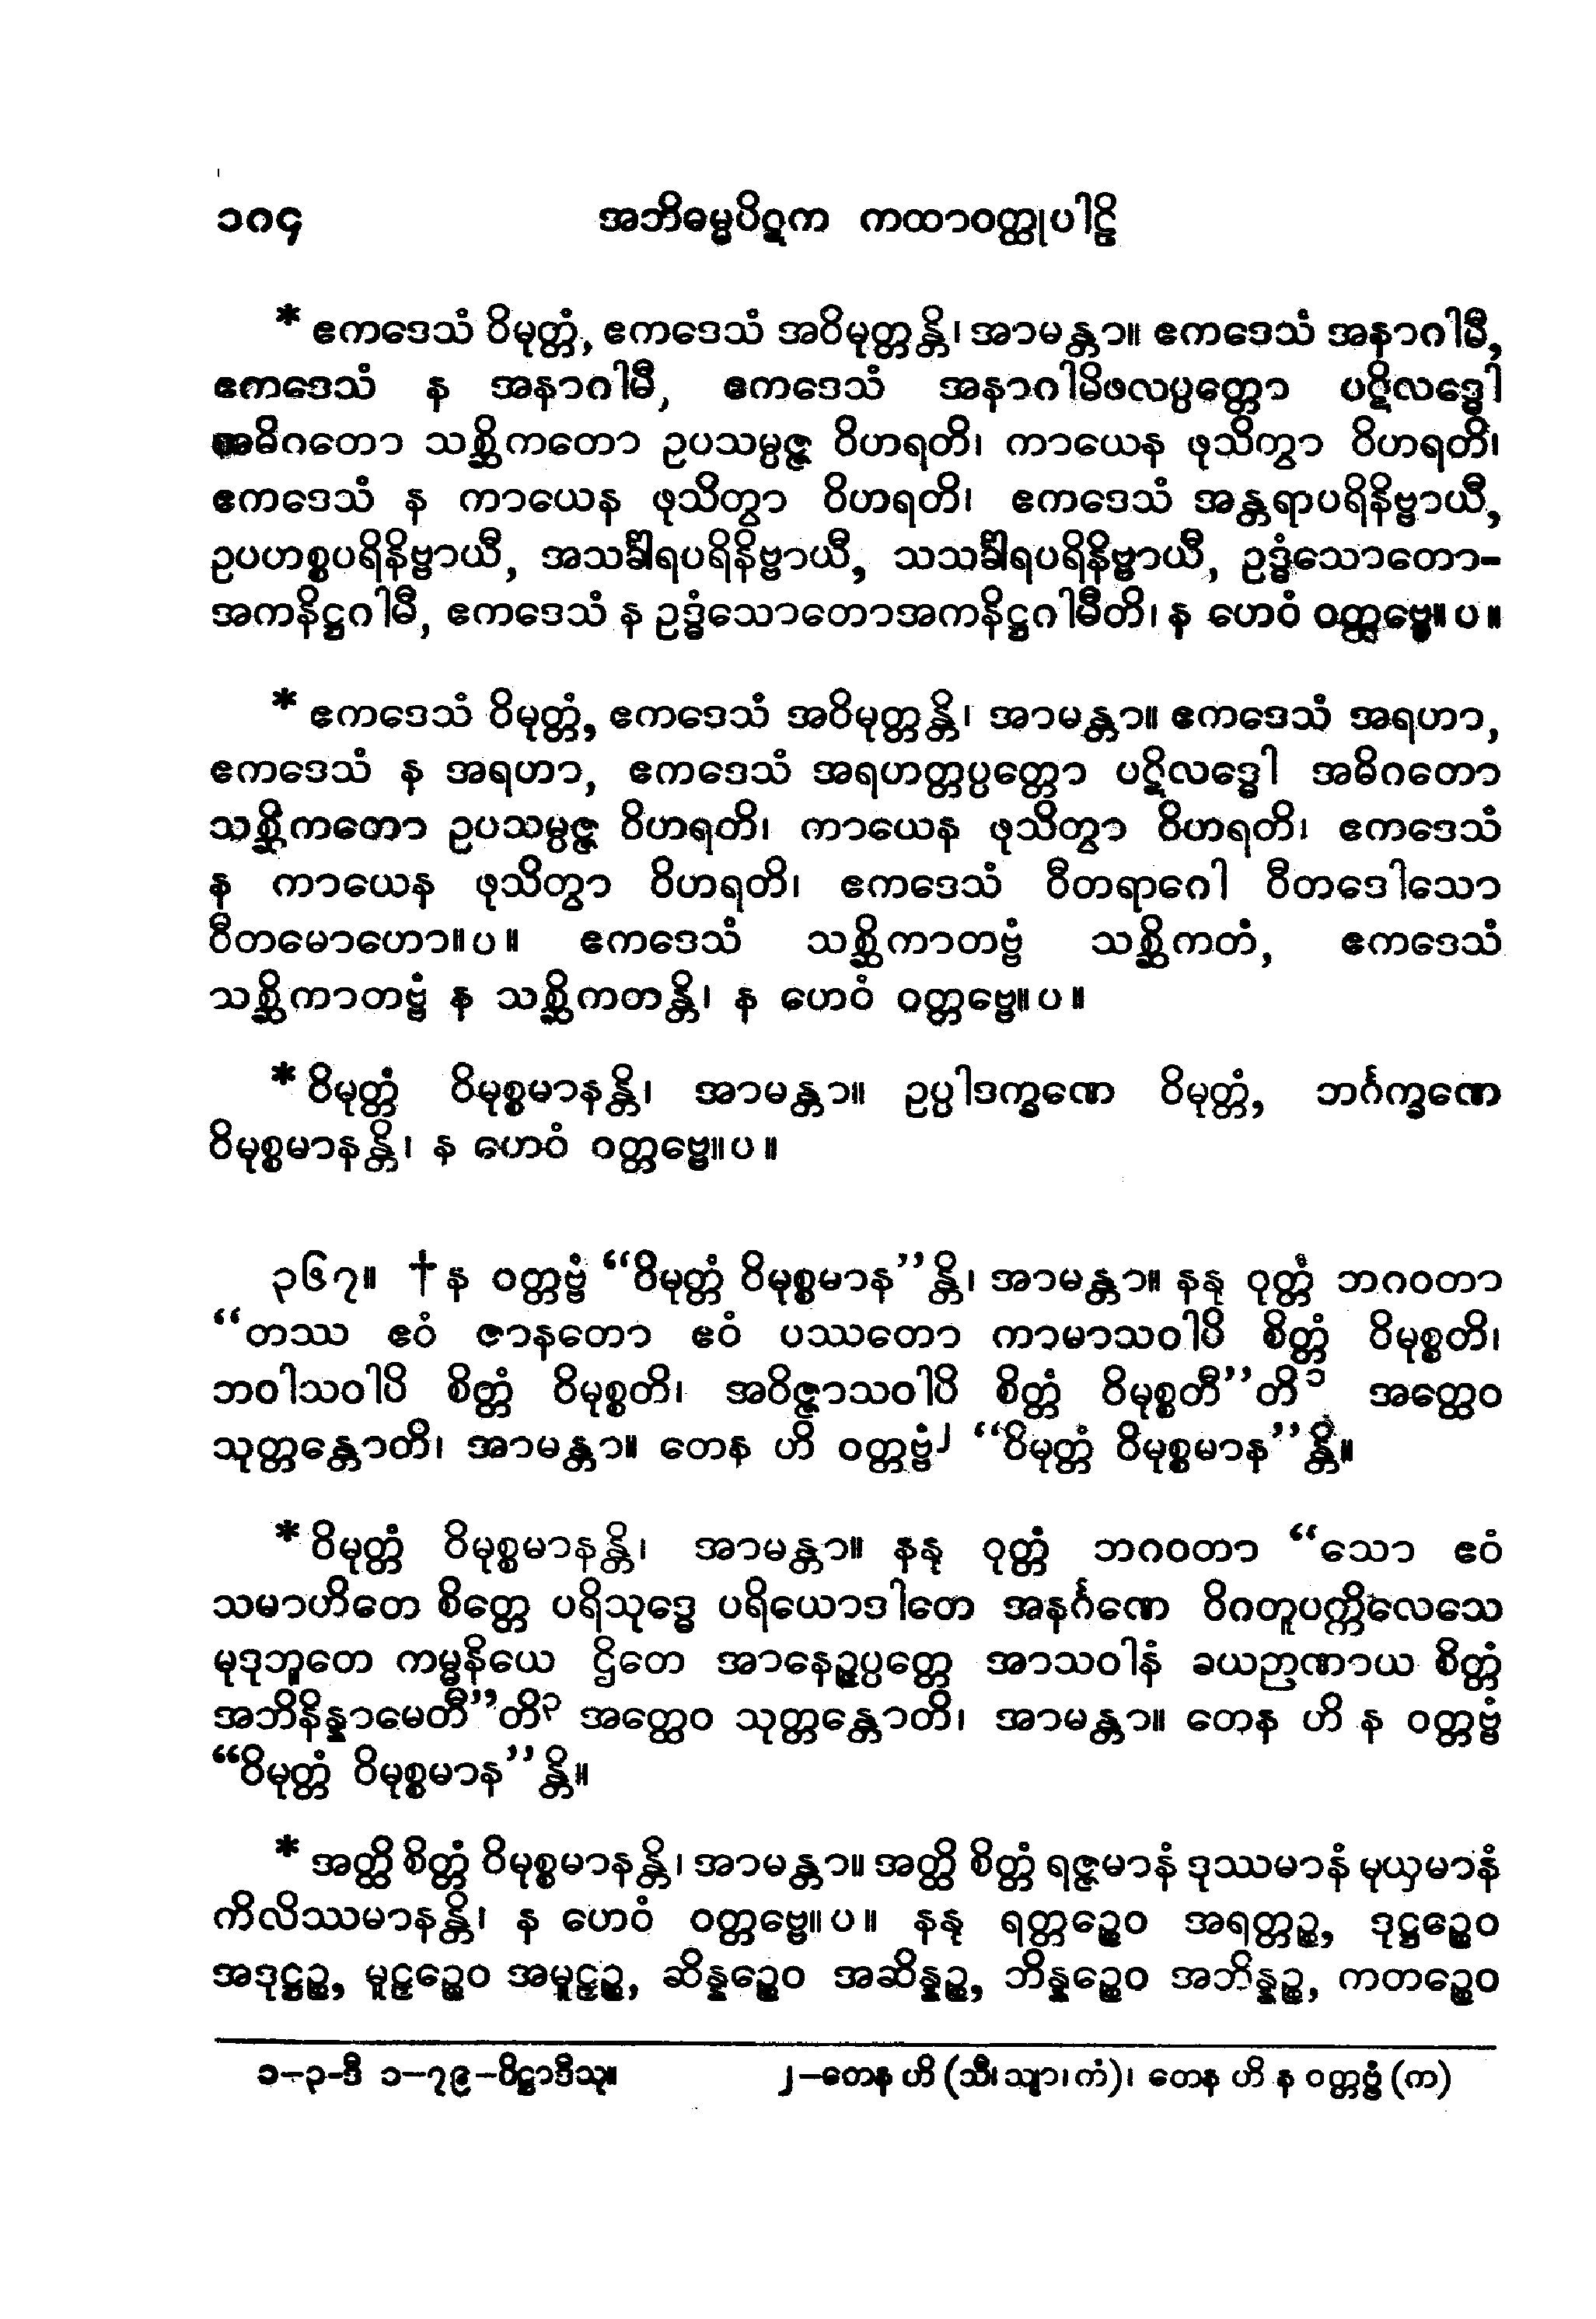 ၁၈၄ အဘိဓမ္မပိဋက ကထာဝတ္ထုပါဠိ
* ဧကဒေသံ ဝိမုတ္တံ, ဧကဒေသံ အဝိမုတ္တန္တိ၊ အာမန္တာ။ ဧကဒေသံ အနာဂါမီ,
ဧကဒေသံ န အနာဂါမီ, ဧကဒေသံ အနာဂါမိဖလပ္ပတ္တော ပဋိလဒ္ဓေါ
အဓိဂတော သစ္ဆိကတော ဥပသမ္ပဇ္ဇ ဝိဟရတိ၊ ကာယေန ဖုသိတွာ ဝိဟရတိ၊
ဧကဒေသံ န ကာယေန ဖုသိတွာ ဝိဟရတိ၊ ဧကဒေသံ အန္တရာပရိနိဗ္ဗာယီ,
ဥပဟစ္စပရိနိဗ္ဗာယီ, အသင်္ခါရပရိနိဗ္ဗာယီ, သသင်္ခါရပရိနိဗ္ဗာယီ, ဥဒ္ဓံသောတော-
အကနိဋ္ဌဂါမီ, ဧကဒေသံ န ဥဒ္ဓံသောတောအကနိဋ္ဌဂါမီတိ၊ န ဟေဝံ ဝတ္တဗ္ဗေ။ ပ။
* ဧကဒေသံ ဝိမုတ္တံ, ဧကဒေသံ အဝိမုတ္တန္တိ၊ အာမန္တာ။ ဧကဒေသံ အရဟာ,
ဧကဒေသံ န အရဟာ, ဧကဒေသံ အရဟတ္တပ္ပတ္တော ပဋိလဒ္ဓေါ အဓိဂတော
သစ္ဆိကတော ဥပသမ္ပဇ္ဇ ဝိဟရတိ၊ ကာယေန ဖုသိတွာ ဝိဟရတိ၊ ဧကဒေသံ
န ကာယေန ဖုသိတွာ ဝိဟရတိ၊ ဧကဒေသံ ဝီတရာဂေါ ဝီတဒေါသော
ဝီတမောဟော။ ပ။ ဧကဒေသံ သစ္ဆိကာတဗ္ဗံ သစ္ဆိကတံ, ဧကဒေသံ
သစ္ဆိကာတဗ္ဗံ န သစ္ဆိကတန္တိ၊ န ဟေဝံ ဝတ္တဗ္ဗေ။ ပ။
* ဝိမုတ္တံ ဝိမုစ္စမာနန္တိ၊ အာမန္တာ။ ဥပ္ပါဒက္ခဏေ ဝိမုတ္တံ, ဘင်္ဂက္ခဏေ
ဝိမုစ္စမာနန္တိ၊ န ဟေဝံ ဝတ္တဗ္ဗေ။ ပ။
၃၆၇။ † န ဝတ္တဗ္ဗံ “ဝိမုတ္တံ ဝိမုစ္စမာန”န္တိ၊ အာမန္တာ။ နနု ဝုတ္တံ ဘဂဝတာ
“တဿ ဧဝံ ဇာနတော ဧဝံ ပဿတော ကာမာသဝါပိ စိတ္တံ ဝိမုစ္စတိ၊
ဘဝါသဝါပိ စိတ္တံ ဝိမုစ္စတိ၊ အဝိဇ္ဇာသဝါပိ စိတ္တံ ဝိမုစ္စတီ”တိ၁ အတ္ထေဝ
သုတ္တန္တောတိ၊ အာမန္တာ။ တေန ဟိ ဝတ္တဗ္ဗံ၂ “ဝိမုတ္တံ ဝိမုစ္စမာန”န္တိ။
* ဝိမုတ္တံ ဝိမုစ္စမာနန္တိ၊ အာမန္တာ။ နနု ဝုတ္တံ ဘဂဝတာ “သော ဧဝံ
သမာဟိတေ စိတ္တေ ပရိသုဒ္ဓေ ပရိယောဒါတေ အနင်္ဂဏေ ဝိဂတူပက္ကိလေသေ
မုဒုဘူတေ ကမ္မနိယေ ဌိတေ အာနေဉ္ဇပ္ပတ္တေ အာသဝါနံ ခယဉာဏာယ စိတ္တံ
အဘိနိန္နာမေတီ”တိ၃ အတ္ထေဝ သုတ္တန္တောတိ၊ အာမန္တာ။ တေန ဟိ န ဝတ္တဗ္ဗံ
“ဝိမုတ္တံ ဝိမုစ္စမာန”န္တိ။
* အတ္ထိ စိတ္တံ ဝိမုစ္စမာနန္တိ၊ အာမန္တာ။ အတ္ထိ စိတ္တံ ရဇ္ဇမာနံ ဒုဿမာနံ မုယှမာနံ
ကိလိဿမာနန္တိ၊ န ဟေဝံ ဝတ္တဗ္ဗေ။ ပ။ နနု ရတ္တဉ္စေဝ အရတ္တဉ္စ, ဒုဋ္ဌဉ္စေဝ
အဒုဋ္ဌဉ္စ, မူဠှဉ္စေဝ အမူဠှဉ္စ, ဆိန္နဉ္စေဝ အဆိန္နဉ္စ, ဘိန္နဉ္စေဝ အဘိန္နဉ္စ, ကတဉ္စေဝ
၁-၃-ဒီ ၁-၇၉-ပိဋ္ဌာဒီသု။ ၂-တေန ဟိ (သီ၊ သျာ၊ ကံ)၊ တေန ဟိ န ဝတ္တဗ္ဗံ (က)